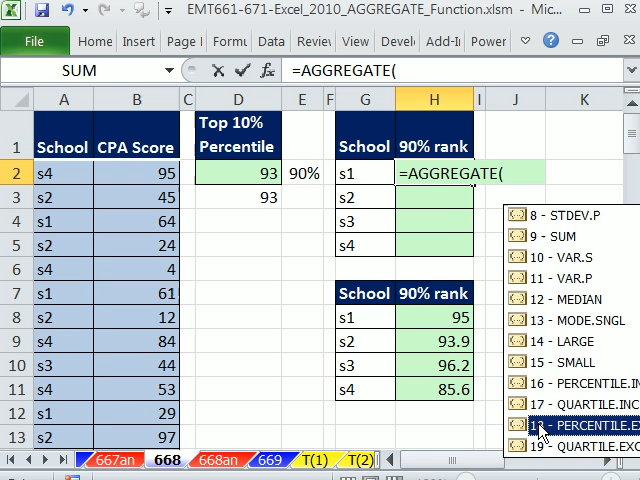 EMT661-671-Excel_2010_AGGREGATE_Function.xlsm - Mic...
File Home Insert Page Form Data Review View Devel Add-I Power P
SUM fx =AGGREGATE(
A B C D E F G H I J K
1 School CPA Score Top 10% Percentile School 90% rank
2 s4 95 93 90% s1 =AGGREGATE(
3 s2 45 93 s2
4 s1 64 s3
5 s2 24 s4
6 s4 4
7 s1 61 School 90% rank
8 s2 12 s1 95
9 s4 84 s2 93.9
10 s3 44 s3 96.2
11 s4 53 s4 85.6
12 s1 29
13 s2 97
8 - STDEV.P
9 - SUM
10 - VAR.S
11 - VAR.P
12 - MEDIAN
13 - MODE.SNGL
14 - LARGE
15 - SMALL
16 - PERCENTILE.IN
17 - QUARTILE.INC
18 - PERCENTILE.EX
19 - QUARTILE.EXC
667an 668 668an 669 T(1) T(2)